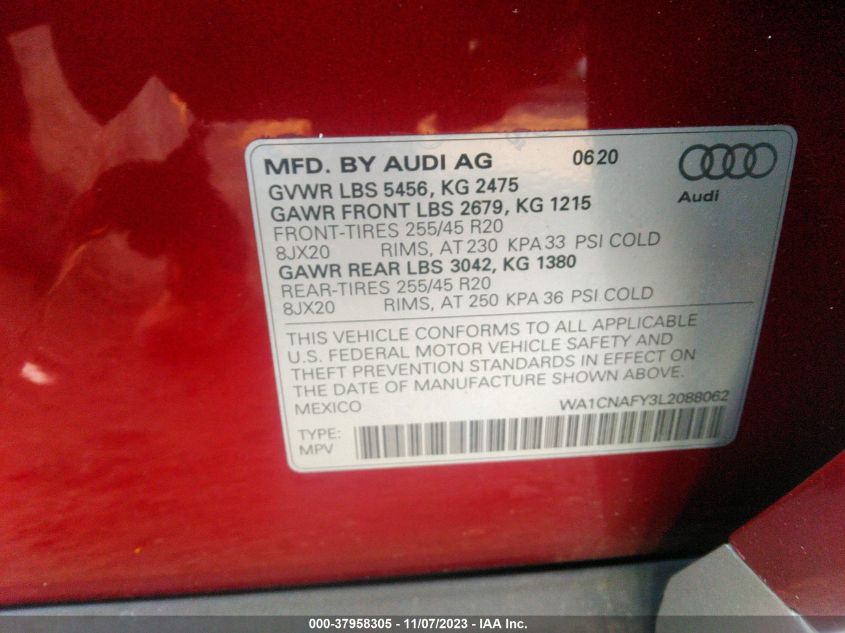 MFD. BY AUDI AG 0620
GVWR LBS 5456, KG 2475
GAWR FRONT LBS 2679, KG 1215
FRONT-TIRES 255/45 R20
8JX20 RIMS, AT 230 KPA 33 PSI COLD
GAWR REAR LBS 3042, KG 1380
REAR-TIRES 255/45 R20
8JX20 RIMS, AT 250 KPA 36 PSI COLD
Audi
THIS VEHICLE CONFORMS TO ALL APPLICABLE
U.S. FEDERAL MOTOR VEHICLE SAFETY AND
THEFT PREVENTION STANDARDS IN EFFECT ON
THE DATE OF MANUFACTURE SHOWN ABOVE.
MEXICO WA1CNAFY3L2088062
TYPE:
MPV
000-37958305 - 11/07/2023 - IAA Inc.